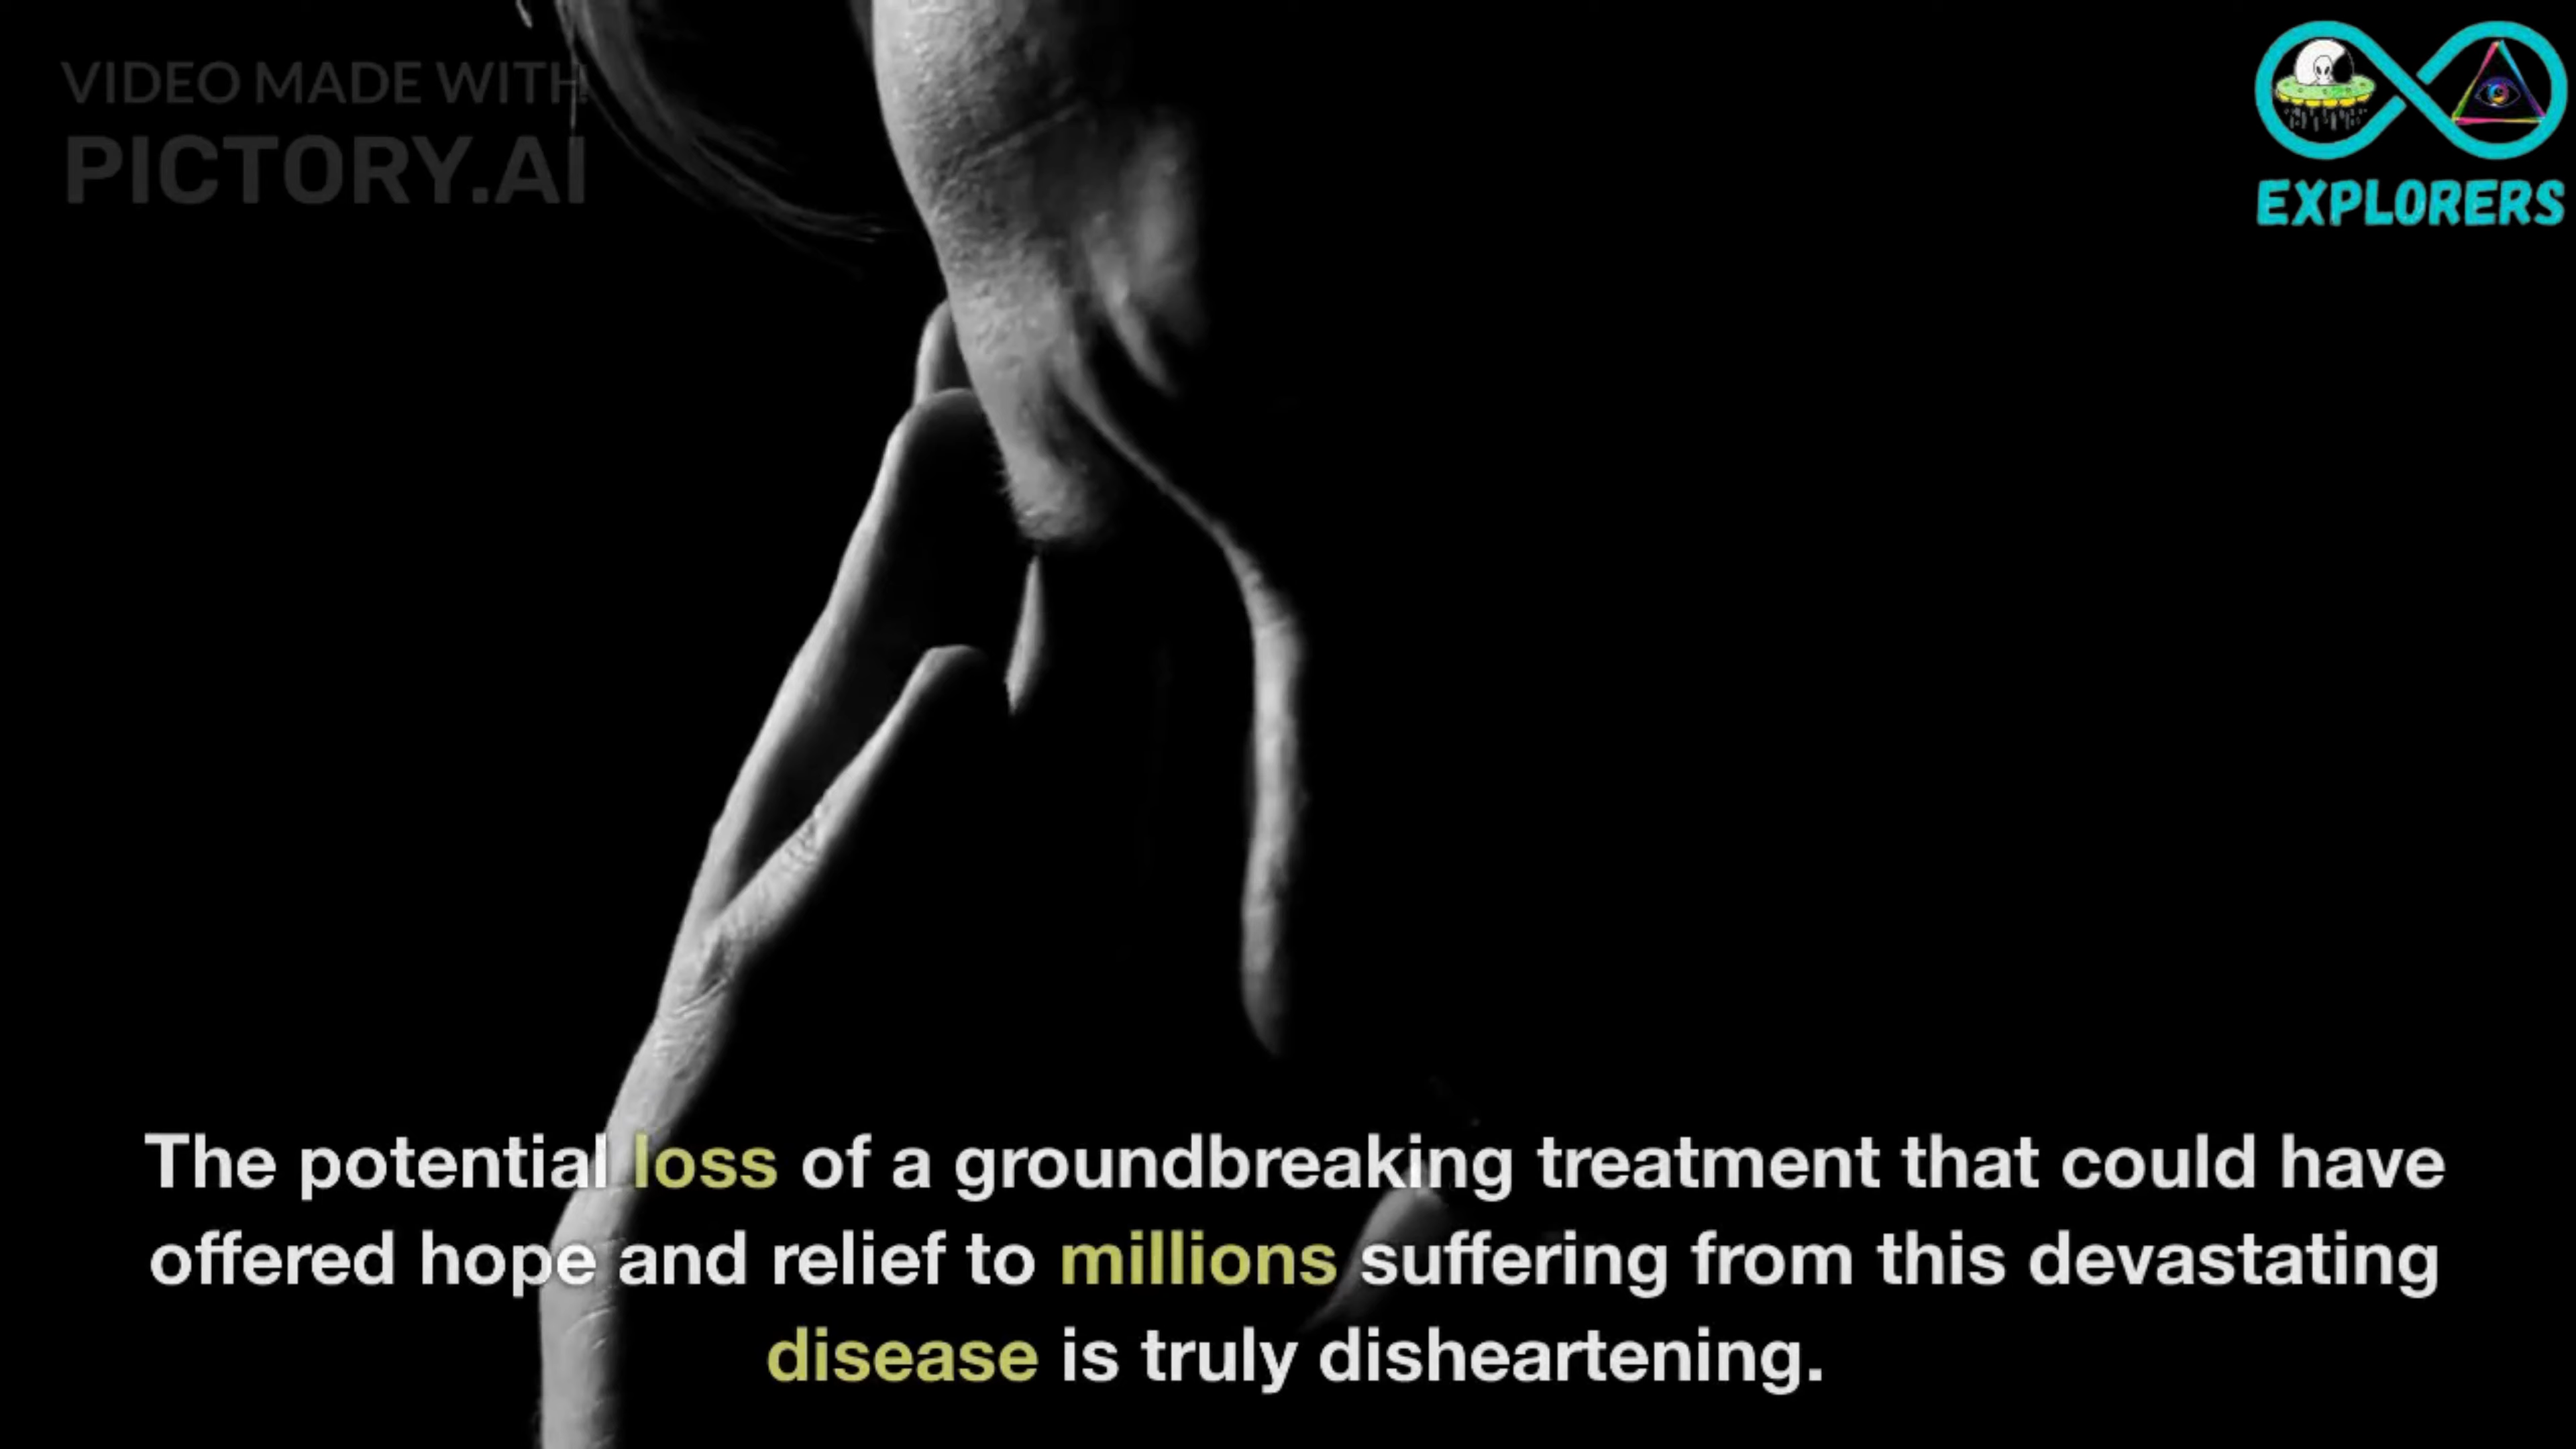 VIDEO MADE WITH
PICTORY.AI
EXPLORERS
The potential loss of a groundbreaking treatment that could have
offered hope and relief to millions suffering from this devastating
disease is truly disheartening.